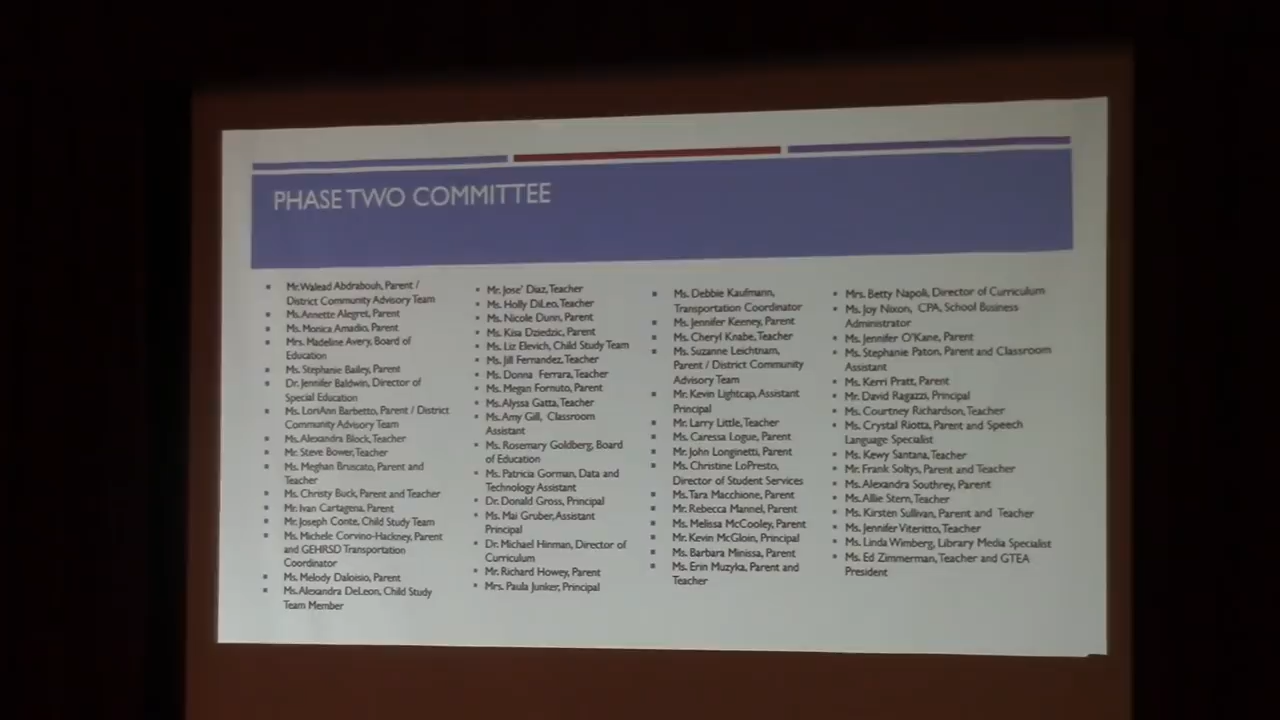 PHASE TWO COMMITTEE
Mr. Walead Abdrabouh, Parent /
District Community Advisory Team
Ms. Annette Alegret, Parent
Ms. Monica Amadio, Parent
Mrs. Madeline Avery, Board of
Education
Ms. Stephanie Bailey, Parent
Dr. Jennifer Baldwin, Director of
Special Education
Ms. LoriAnn Barbetto, Parent / District
Community Advisory Team
Ms. Alexandra Block, Teacher
Mr. Steve Bower, Teacher
Ms. Meghan Bruscato, Parent and
Teacher
Ms. Christy Buck, Parent and Teacher
Mr. Ivan Cartagena, Parent
Mr. Joseph Conte, Child Study Team
Ms. Michele Corvino-Hackney, Parent
and GEHRSD Transportation
Coordinator
Ms. Melody Daloisio, Parent
Ms. Alexandra DeLeon, Child Study
Team Member
Mr. Jose' Diaz, Teacher
Ms. Holly DiLeo, Teacher
Ms. Nicole Dunn, Parent
Ms. Kisa Dziedzic, Parent
Ms. Liz Elevich, Child Study Team
Ms. Jill Fernandez, Teacher
Ms. Donna Ferrara, Teacher
Ms. Megan Fornuto, Parent
Ms. Alyssa Gatta, Teacher
Ms. Amy Gill, Classroom
Assistant
Ms. Rosemary Goldberg, Board
of Education
Ms. Patricia Gorman, Data and
Technology Assistant
Dr. Donald Gross, Principal
Ms. Mai Gruber, Assistant
Principal
Dr. Michael Hinman, Director of
Curriculum
Mr. Richard Howey, Parent
Mrs. Paula Junker, Principal
Ms. Debbie Kaufmann,
Transportation Coordinator
Ms. Jennifer Keeney, Parent
Ms. Cheryl Knabe, Teacher
Ms. Suzanne Leichtnam,
Parent / District Community
Advisory Team
Mr. Kevin Lightcap, Assistant
Principal
Mr. Larry Little, Teacher
Ms. Caressa Logue, Parent
Mr. John Longinetti, Parent
Ms. Christine LoPresto,
Director of Student Services
Ms. Tara Macchione, Parent
Mr. Rebecca Mannel, Parent
Ms. Melissa McCooley, Parent
Mr. Kevin McGloin, Principal
Ms. Barbara Minissa, Parent
Ms. Erin Muzyka, Parent and
Teacher
Mrs. Betty Napoli, Director of Curriculum
Ms. Joy Nixon, CPA, School Business
Administrator
Ms. Jennifer O'Kane, Parent
Ms. Stephanie Paton, Parent and Classroom
Assistant
Ms. Kerri Pratt, Parent
Mr. David Ragazzi, Principal
Ms. Courtney Richardson, Teacher
Ms. Crystal Riotta, Parent and Speech
Language Specialist
Ms. Kewy Santana, Teacher
Mr. Frank Soltys, Parent and Teacher
Ms. Alexandra Southrey, Parent
Ms. Allie Stern, Teacher
Ms. Kirsten Sullivan, Parent and Teacher
Ms. Jennifer Viteritto, Teacher
Ms. Linda Wimberg, Library Media Specialist
Ms. Ed Zimmerman, Teacher and GTEA
President